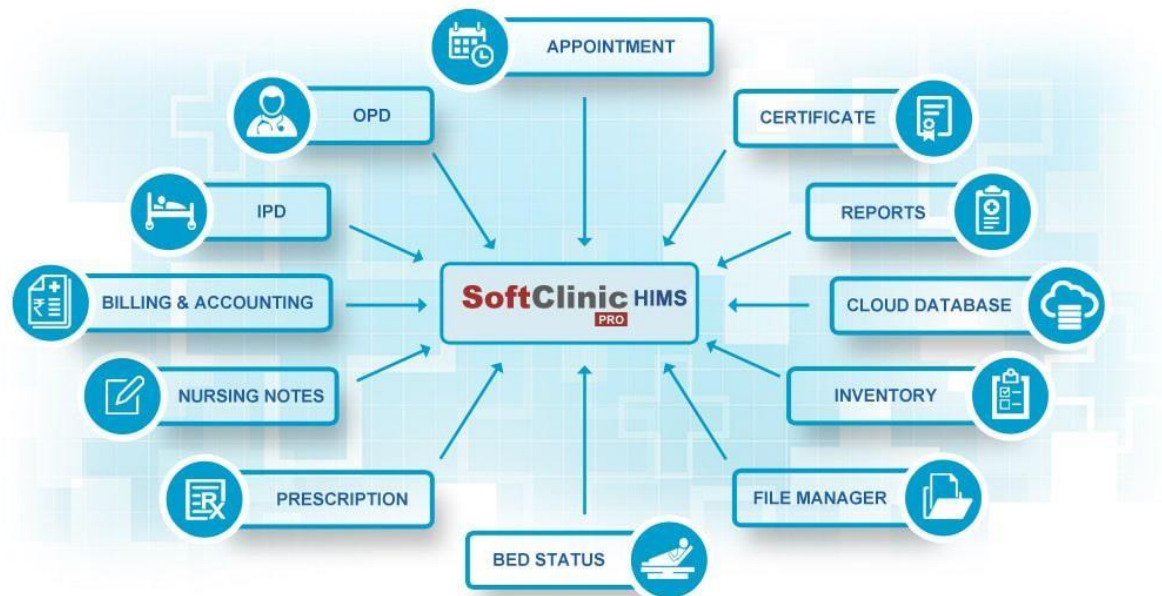 APPOINTMENT
OPD
CERTIFICATE
IPD
REPORTS
SoftClinic HIMS
PRO
₹
BILLING & ACCOUNTING
CLOUD DATABASE
NURSING NOTES
INVENTORY
Rx
PRESCRIPTION
FILE MANAGER
BED STATUS